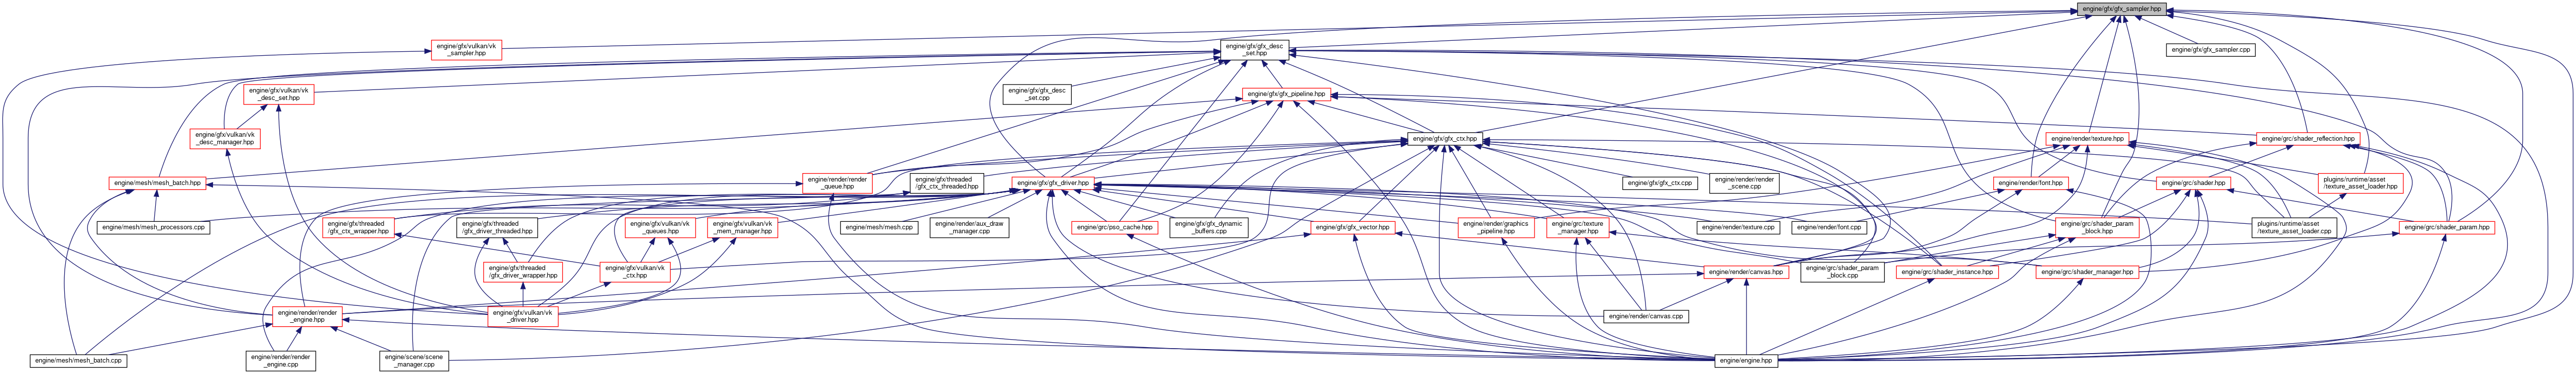 engine/gfx/gfx_sampler.hpp
engine/gfx/vulkan/vk
_sampler.hpp
engine/gfx/gfx_desc
_set.hpp
engine/gfx/gfx_sampler.cpp
engine/gfx/vulkan/vk
_desc_set.hpp
engine/gfx/gfx_desc
_set.cpp
engine/gfx/gfx_pipeline.hpp
engine/gfx/vulkan/vk
_desc_manager.hpp
engine/gfx/gfx_ctx.hpp
engine/render/texture.hpp
engine/grc/shader_reflection.hpp
engine/mesh/mesh_batch.hpp
engine/render/render
_queue.hpp
engine/gfx/threaded
/gfx_ctx_threaded.hpp
engine/gfx/gfx_driver.hpp
engine/gfx/gfx_ctx.cpp
engine/render/render
_scene.cpp
engine/render/font.hpp
engine/grc/shader.hpp
plugins/runtime/asset
/texture_asset_loader.hpp
engine/mesh/mesh_processors.cpp
engine/gfx/threaded
/gfx_ctx_wrapper.hpp
engine/gfx/threaded
/gfx_driver_threaded.hpp
engine/gfx/vulkan/vk
_queues.hpp
engine/gfx/vulkan/vk
_mem_manager.hpp
engine/mesh/mesh.cpp
engine/render/aux_draw
_manager.cpp
engine/grc/pso_cache.hpp
engine/gfx/gfx_dynamic
_buffers.cpp
engine/gfx/gfx_vector.hpp
engine/render/graphics
_pipeline.hpp
engine/grc/texture
_manager.hpp
engine/render/texture.cpp
engine/render/font.cpp
engine/grc/shader_param
_block.hpp
plugins/runtime/asset
/texture_asset_loader.cpp
engine/grc/shader_param.hpp
engine/gfx/threaded
/gfx_driver_wrapper.hpp
engine/gfx/vulkan/vk
_ctx.hpp
engine/render/canvas.hpp
engine/grc/shader_param
_block.cpp
engine/grc/shader_instance.hpp
engine/grc/shader_manager.hpp
engine/render/render
_engine.hpp
engine/gfx/vulkan/vk
_driver.hpp
engine/render/canvas.cpp
engine/mesh/mesh_batch.cpp
engine/render/render
_engine.cpp
engine/scene/scene
_manager.cpp
engine/engine.hpp